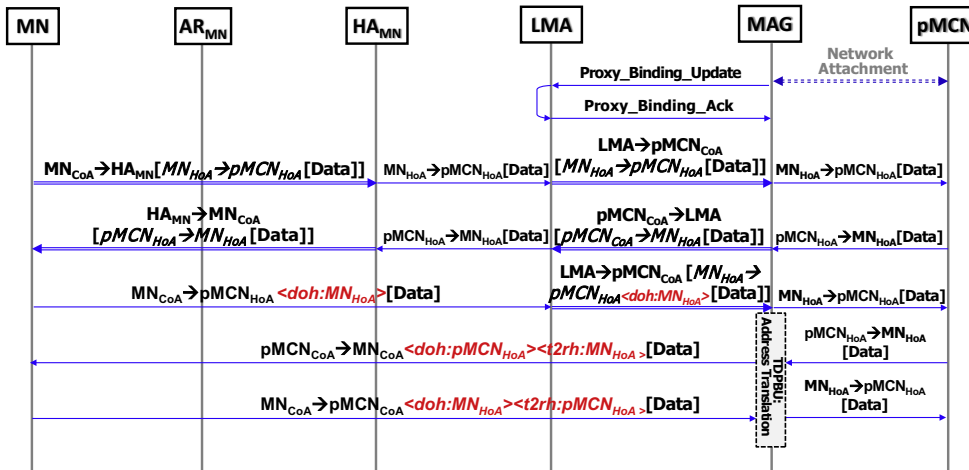 MN AR_MN HA_MN LMA MAG pMCN
Network
Attachment
Proxy_Binding_Update
Proxy_Binding_Ack
LMA→pMCN_CoA
MN_CoA→HA_MN[MN_HoA→pMCN_HoA[Data]] MN_HoA→pMCN_HoA[Data] [MN_HoA→pMCN_HoA[Data]] MN_HoA→pMCN_HoA[Data]
HA_MN→MN_CoA pMCN_CoA→LMA
[pMCN_HoA→MN_HoA[Data]] pMCN_HoA→MN_HoA[Data] [pMCN_CoA→MN_HoA[Data]] pMCN_HoA→MN_HoA[Data]
LMA→pMCN_CoA [MN_HoA→
MN_CoA→pMCN_HoA<doh:MN_HoA>[Data] pMCN_HoA<doh:MN_HoA>[Data]] MN_HoA→pMCN_HoA[Data]
TDPBU:
Address Translation
pMCN_HoA→MN_HoA
[Data]
pMCN_CoA→MN_CoA<doh:pMCN_HoA><t2rh:MN_HoA>[Data]
MN_HoA→pMCN_HoA
[Data]
MN_CoA→pMCN_CoA<doh:MN_HoA><t2rh:pMCN_HoA>[Data]